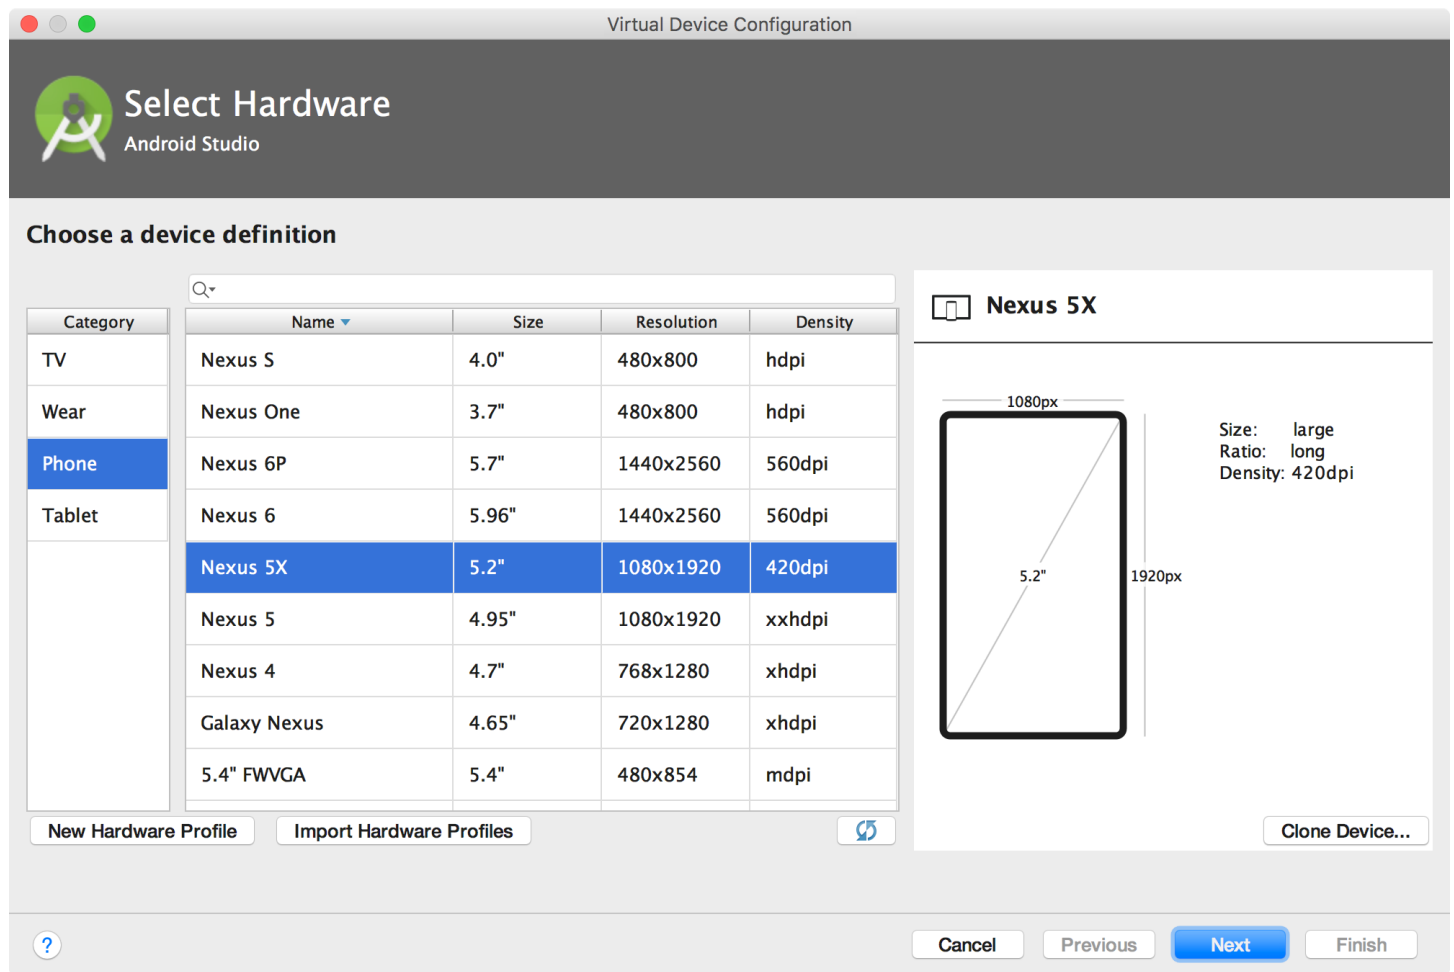 Virtual Device Configuration
Select Hardware
Android Studio
Choose a device definition
Category
TV
Wear
Phone
Tablet
Name Size Resolution Density
Nexus S 4.0" 480x800 hdpi
Nexus One 3.7" 480x800 hdpi
Nexus 6P 5.7" 1440x2560 560dpi
Nexus 6 5.96" 1440x2560 560dpi
Nexus 5X 5.2" 1080x1920 420dpi
Nexus 5 4.95" 1080x1920 xxhdpi
Nexus 4 4.7" 768x1280 xhdpi
Galaxy Nexus 4.65" 720x1280 xhdpi
5.4" FWVGA 5.4" 480x854 mdpi
New Hardware Profile Import Hardware Profiles
Nexus 5X
1080px
Size: large
Ratio: long
Density: 420dpi
5.2" 1920px
Clone Device...
? Cancel Previous Next Finish